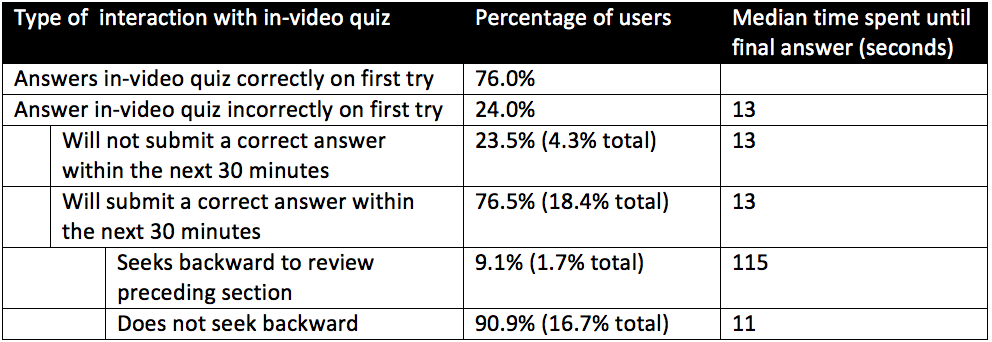 Type of interaction with in-video quiz Percentage of users Median time spent until
final answer (seconds)
Answers in-video quiz correctly on first try 76.0%
Answer in-video quiz incorrectly on first try 24.0% 13
Will not submit a correct answer 23.5% (4.3% total) 13
within the next 30 minutes
Will submit a correct answer within 76.5% (18.4% total) 13
the next 30 minutes
Seeks backward to review 9.1% (1.7% total) 115
preceding section
Does not seek backward 90.9% (16.7% total) 11